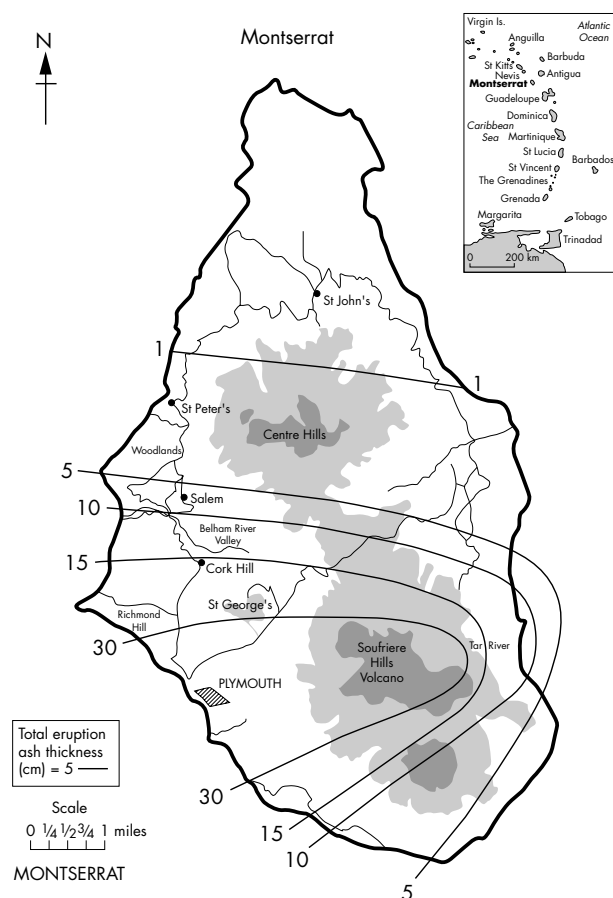 N
Montserrat
Virgin Is.
Atlantic
Ocean
Anguilla
Barbuda
St Kitts
Nevis
Antigua
Montserrat
Guadeloupe
Dominica
Caribbean
Sea
Martinique
St Lucia
St Vincent
Barbados
The Grenadines
Grenada
Margarita
Tobago
Trinidad
0 200 km
St John's
1
1
St Peter's
Centre Hills
Woodlands
5
Salem
10
Belham River
Valley
15
Cork Hill
St George's
Richmond
Hill
30
Soufriere
Hills
Volcano
Tar River
PLYMOUTH
Total eruption
ash thickness
(cm) = 5
30
15
10
5
Scale
0 1/4 1/2 3/4 1 miles
MONTSERRAT